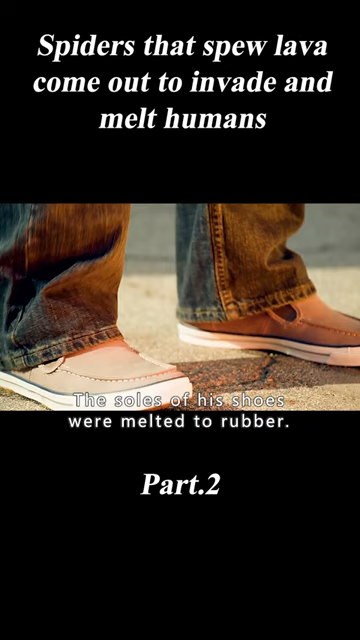 Spiders that spew lava
come out to invade and
melt humans
The soles of his shoes
were melted to rubber.
Part.2